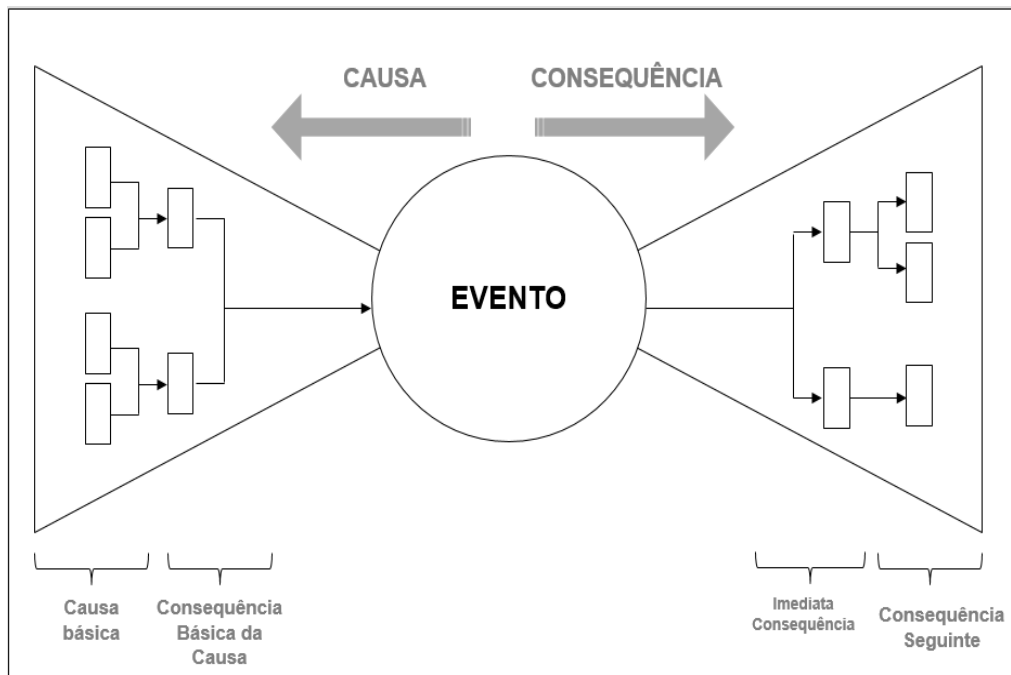 CAUSA
CONSEQUÊNCIA
EVENTO
Causa
básica
Consequência
Básica da
Causa
Imediata
Consequência
Consequência
Seguinte